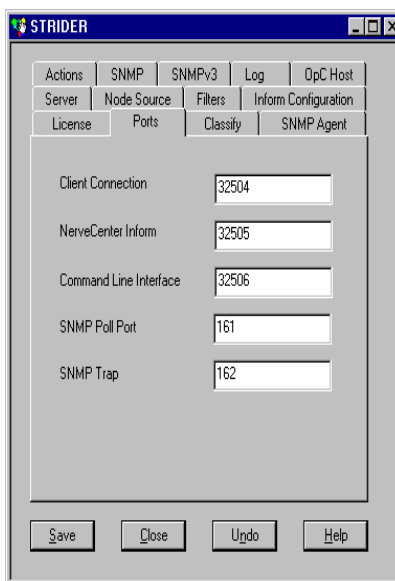 STRIDER
Actions SNMP SNMPv3 Log OpC Host
Server Node Source Filters Inform Configuration
License Ports Classify SNMP Agent
Client Connection 32504
NerveCenter Inform 32505
Command Line Interface 32506
SNMP Poll Port 161
SNMP Trap 162
Save Close Undo Help